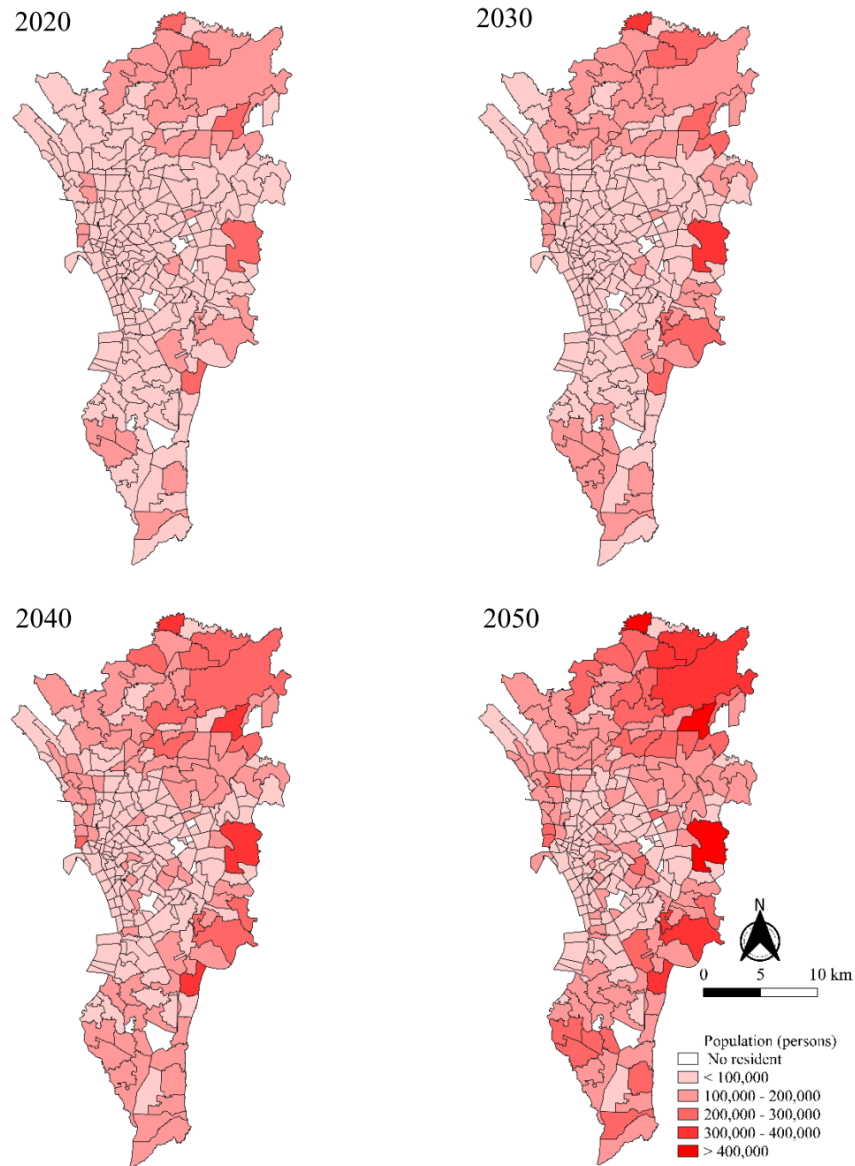 2020
2030
2040
2050
N
0 5 10 km
Population (persons)
No resident
< 100,000
100,000 - 200,000
200,000 - 300,000
300,000 - 400,000
> 400,000